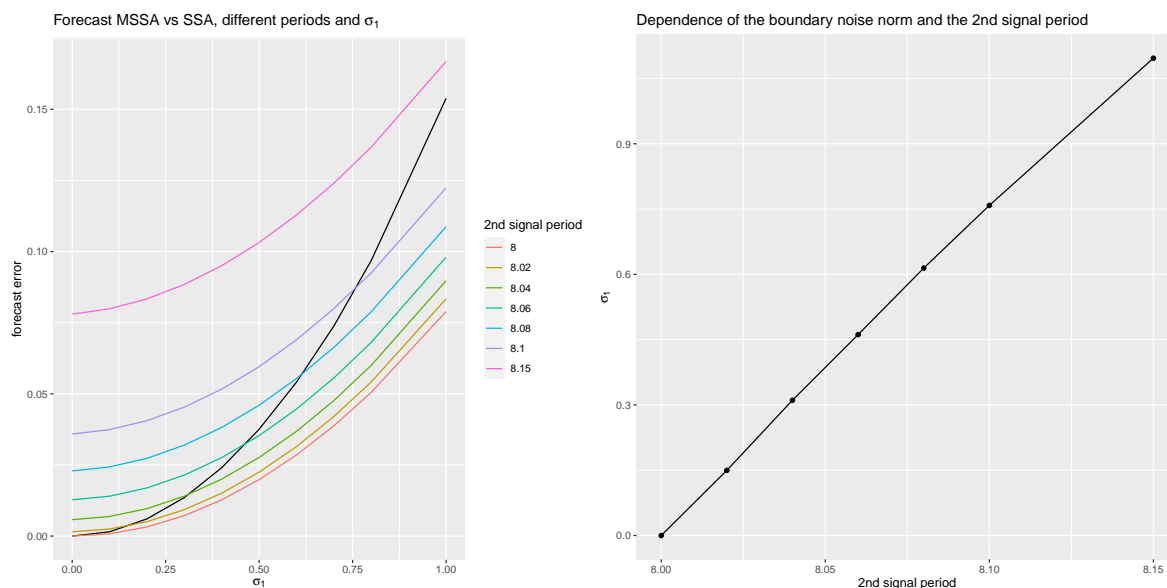 Forecast MSSA vs SSA, different periods and σ₁
0.15
0.10
0.05
0.00
forecast error
0.00 0.25 0.50 0.75 1.00
σ₁
2nd signal period
8
8.02
8.04
8.06
8.08
8.1
8.15
Dependence of the boundary noise norm and the 2nd signal period
0.9
0.6
0.3
0.0
σ₁
8.00 8.05 8.10 8.15
2nd signal period